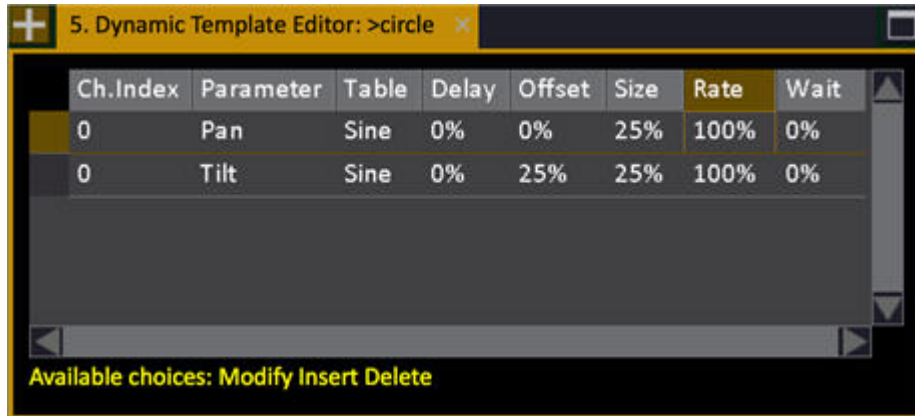 5. Dynamic Template Editor: >circle
Ch.Index Parameter Table Delay Offset Size Rate Wait
0 Pan Sine 0% 0% 25% 100% 0%
0 Tilt Sine 0% 25% 25% 100% 0%
Available choices: Modify Insert Delete